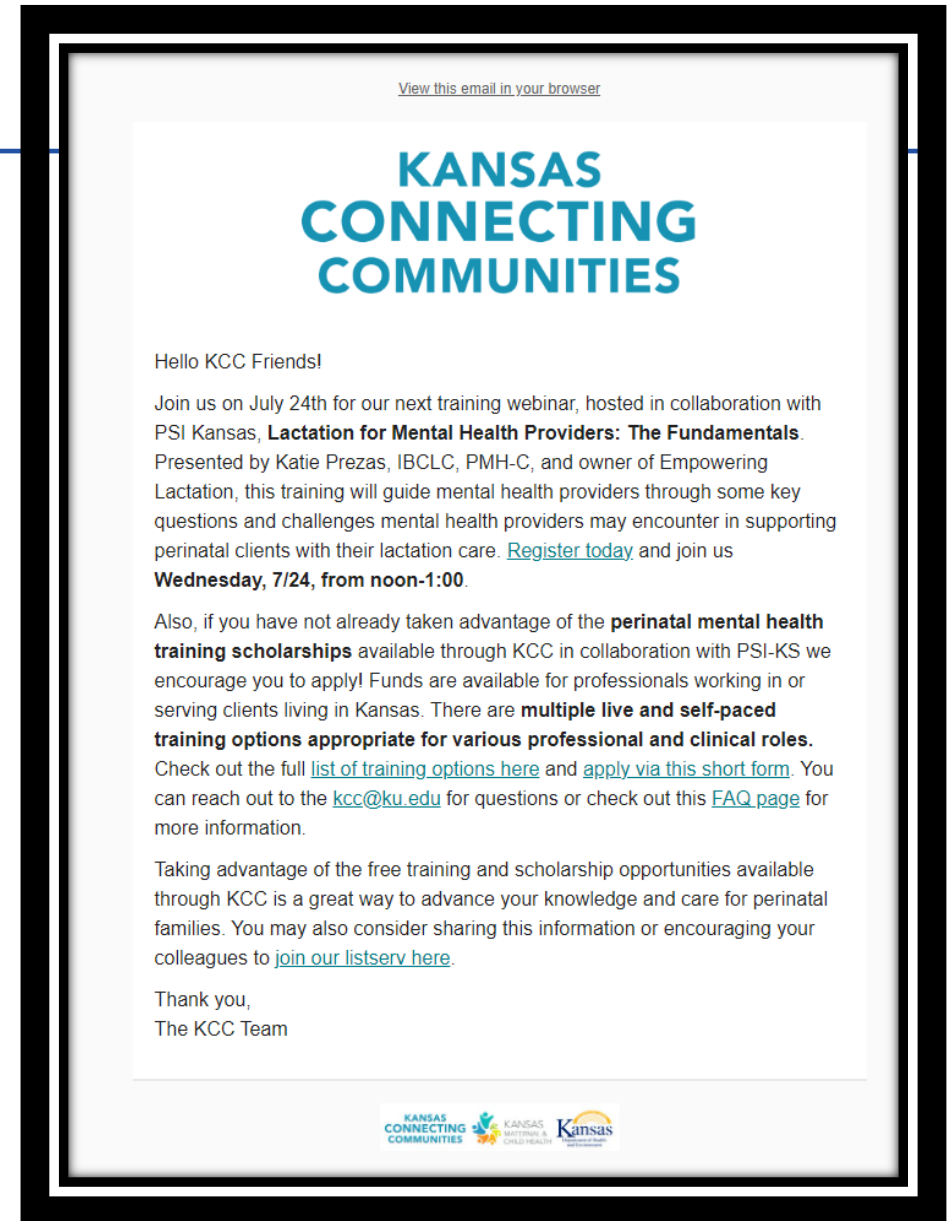 View this email in your browser
KANSAS
CONNECTING
COMMUNITIES
Hello KCC Friends!
Join us on July 24th for our next training webinar, hosted in collaboration with
PSI Kansas, Lactation for Mental Health Providers: The Fundamentals.
Presented by Katie Prezas, IBCLC, PMH-C, and owner of Empowering
Lactation, this training will guide mental health providers through some key
questions and challenges mental health providers may encounter in supporting
perinatal clients with their lactation care. Register today and join us
Wednesday, 7/24, from noon-1:00.
Also, if you have not already taken advantage of the perinatal mental health
training scholarships available through KCC in collaboration with PSI-KS we
encourage you to apply! Funds are available for professionals working in or
serving clients living in Kansas. There are multiple live and self-paced
training options appropriate for various professional and clinical roles.
Check out the full list of training options here and apply via this short form. You
can reach out to the kcc@ku.edu for questions or check out this FAQ page for
more information.
Taking advantage of the free training and scholarship opportunities available
through KCC is a great way to advance your knowledge and care for perinatal
families. You may also consider sharing this information or encouraging your
colleagues to join our listserv here.
Thank you,
The KCC Team
KANSAS
CONNECTING
COMMUNITIES
KANSAS
MATERNAL &
CHILD HEALTH
Kansas
Department of Health
and Environment